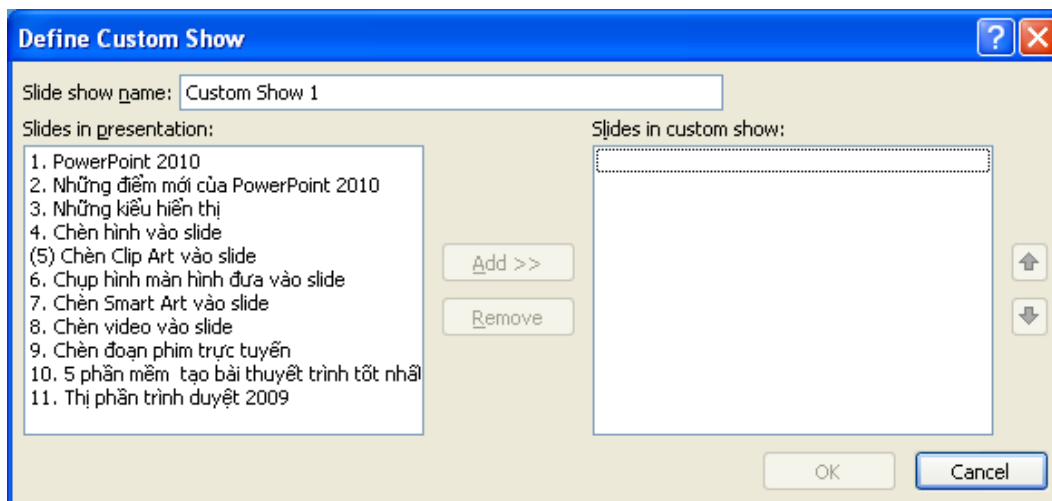 Define Custom Show
Slide show name: Custom Show 1
Slides in presentation:
Slides in custom show:
1. PowerPoint 2010
2. Những điểm mới của PowerPoint 2010
3. Những kiểu hiển thị
4. Chèn hình vào slide
(5) Chèn Clip Art vào slide
6. Chụp hình màn hình đưa vào slide
7. Chèn Smart Art vào slide
8. Chèn video vào slide
9. Chèn đoạn phim trực tuyến
10. 5 phần mềm tạo bài thuyết trình tốt nhấ
11. Thị phần trình duyệt 2009
Add >>
Remove
OK
Cancel